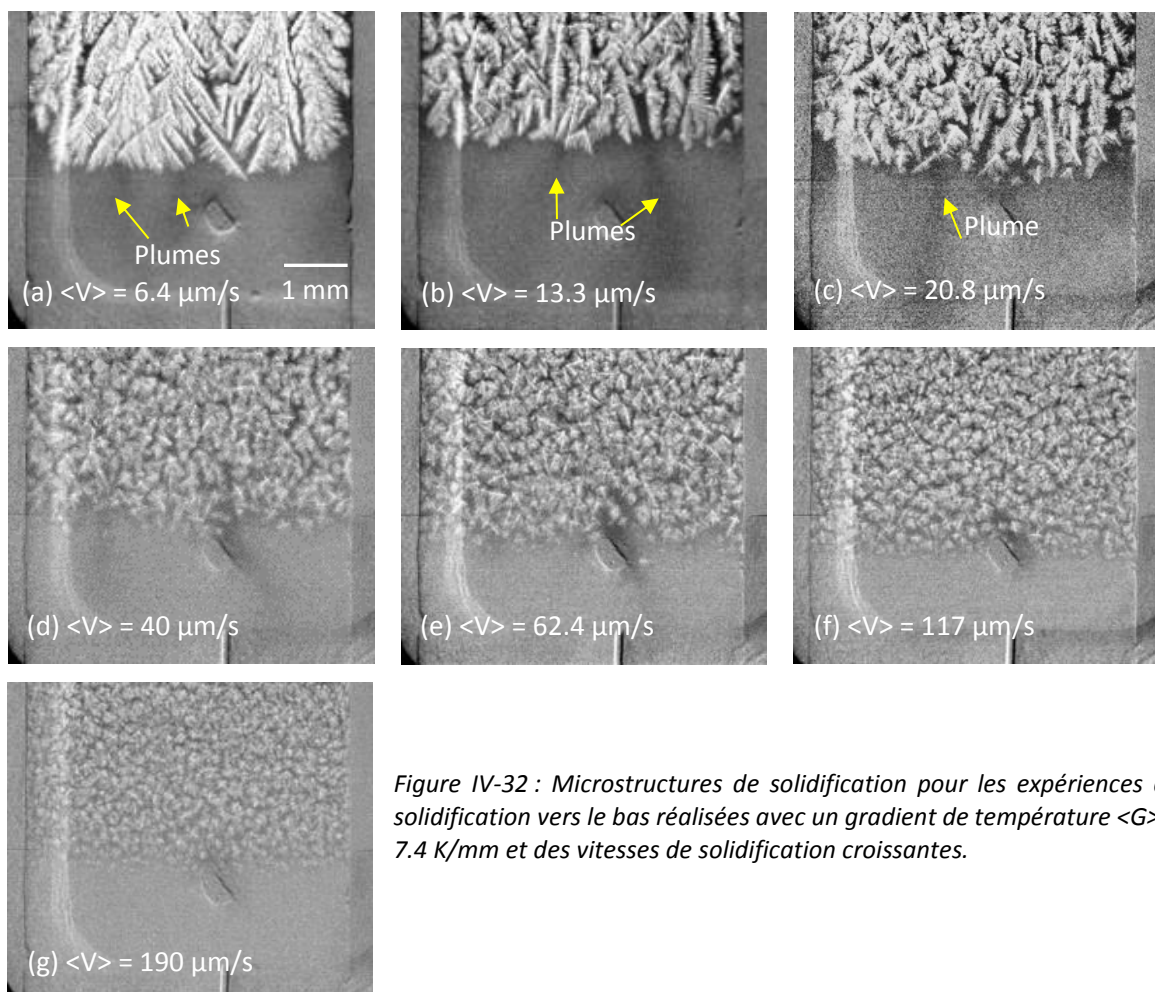 Plumes
(a) <V> = 6.4 µm/s
1 mm
Plumes
(b) <V> = 13.3 µm/s
Plume
(c) <V> = 20.8 µm/s
(d) <V> = 40 µm/s
(e) <V> = 62.4 µm/s
(f) <V> = 117 µm/s
(g) <V> = 190 µm/s
Figure IV-32 : Microstructures de solidification pour les expériences
solidification vers le bas réalisées avec un gradient de température <G>
7.4 K/mm et des vitesses de solidification croissantes.